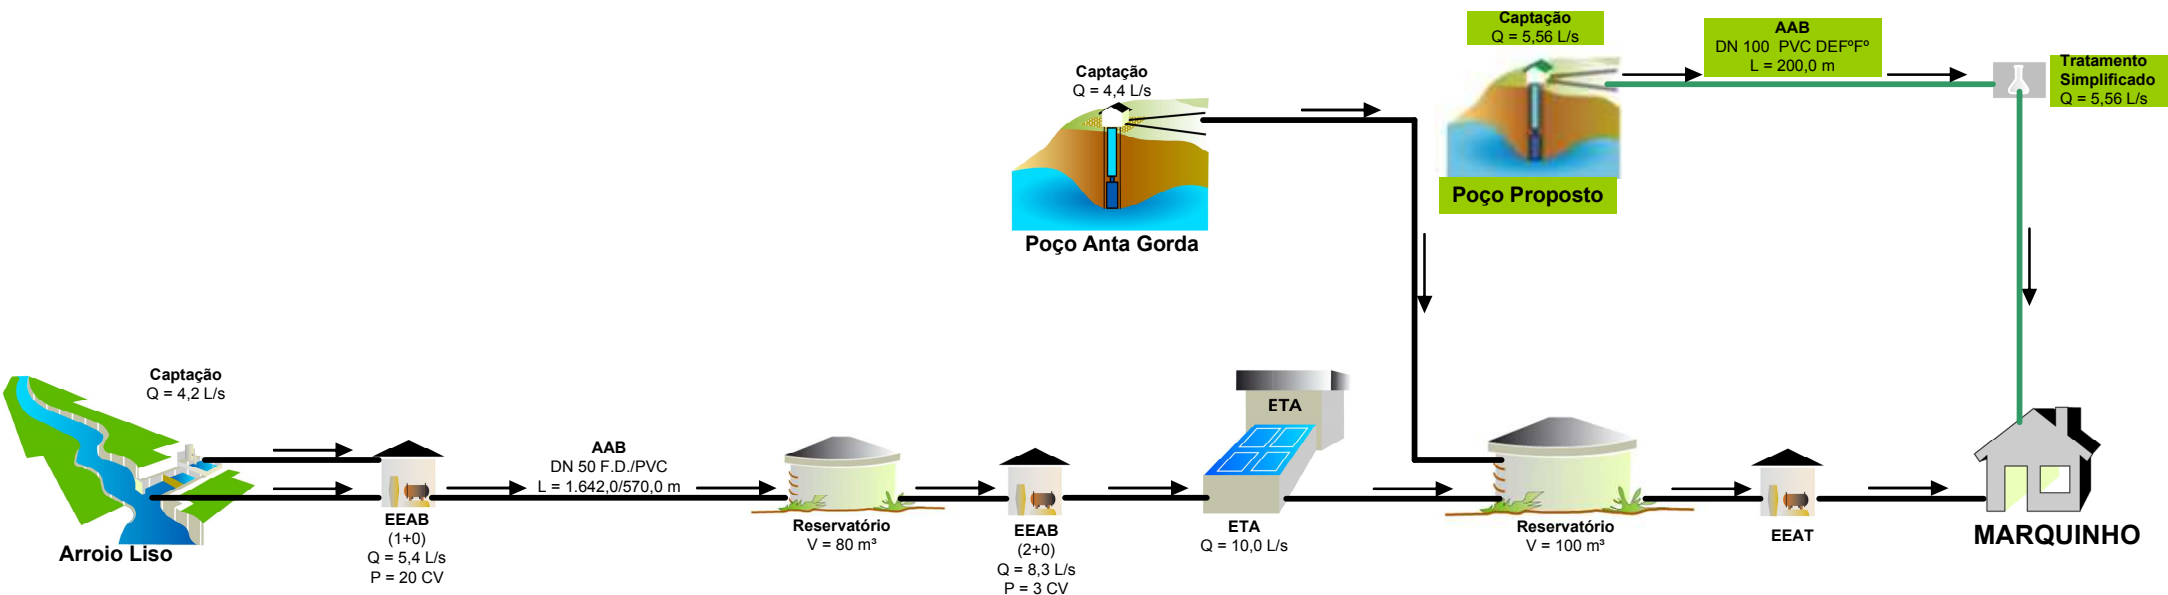 Captação
Q = 5,56 L/s
AAB
DN 100  PVC DEFºFº
L = 200,0 m
Tratamento
Simplificado
Q = 5,56 L/s
Captação
Q = 4,4 L/s
Poço Proposto
Poço Anta Gorda
Captação
Q = 4,2 L/s
Arroio Liso
EEAB
(1+0)
Q = 5,4 L/s
P = 20 CV
AAB
DN 50 F.D./PVC
L = 1.642,0/570,0 m
Reservatório
V = 80 m³
EEAB
(2+0)
Q = 8,3 L/s
P = 3 CV
ETA
ETA
Q = 10,0 L/s
Reservatório
V = 100 m³
EEAT
MARQUINHO